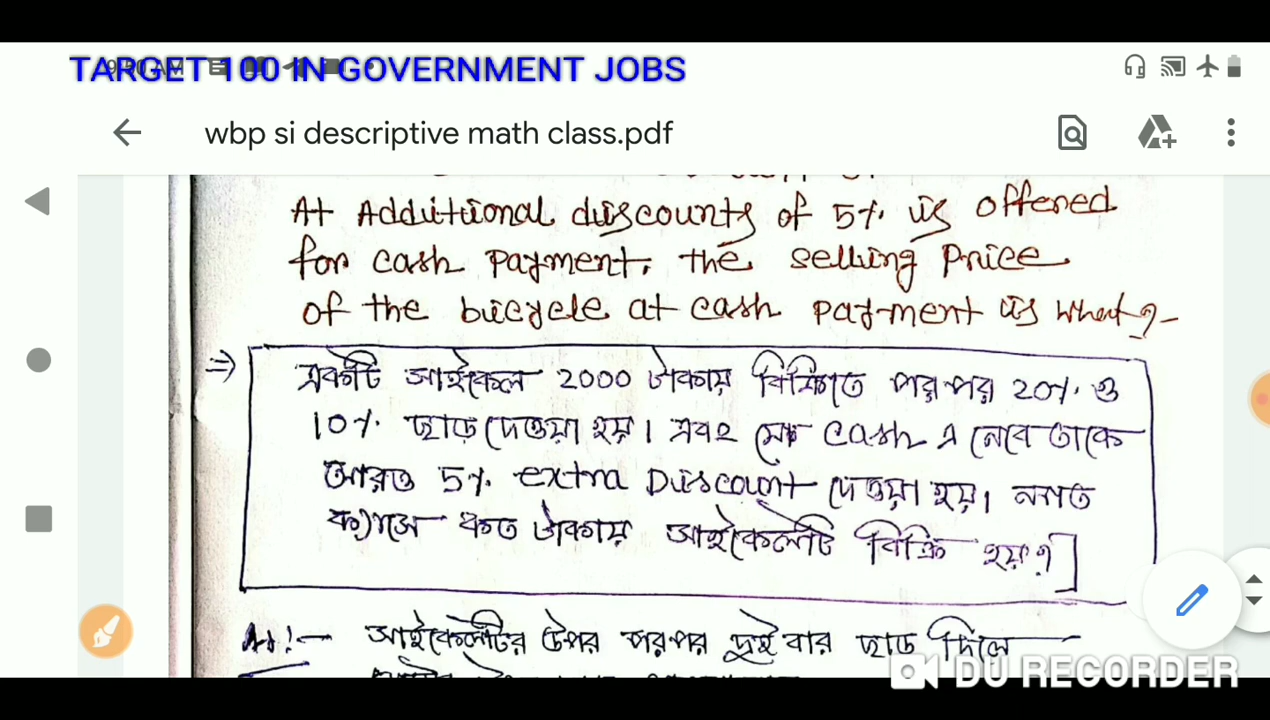 TARGET 100 IN GOVERNMENT JOBS
wbp si descriptive math class.pdf
At Additional discounts of 5% is offered
for cash payment. the selling price
of the bicycle at cash payment is what?-
⇒ একটি সাইকেল 2000 টাকায় বিক্রিতে পরপর 20% ও
10% ছাড় দেওয়া হয়। এবং যে cash এ নেবে তাকে
আরও 5% extra Discount দেওয়া হয়। নগত
ক্যাসে কত টাকায় সাইকেলটি বিক্রি হয়?]
সাইকেলটির উপর পরপর দুই বার ছাড় দিলে
DU RECORDER